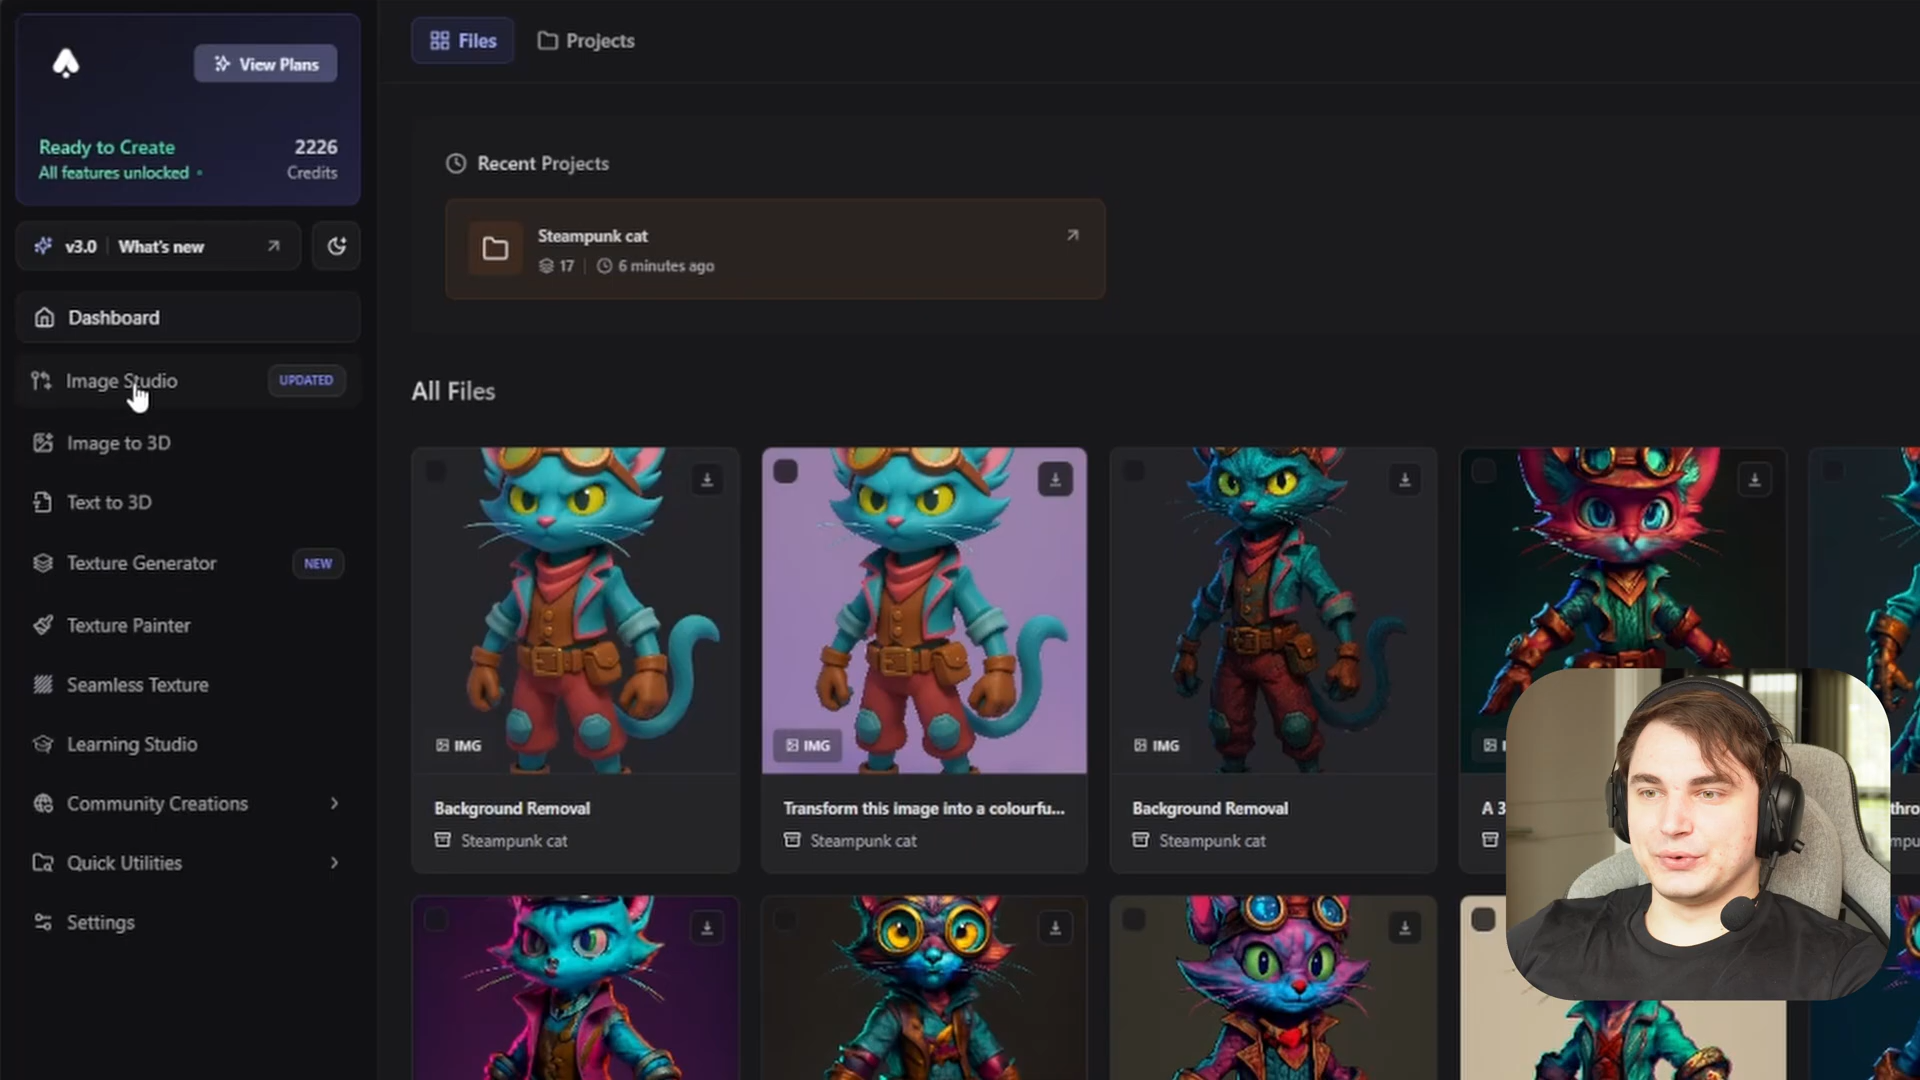 View Plans
Ready to Create
2226
All features unlocked
Credits
v3.0 | What's new
Dashboard
Image Studio
UPDATED
Image to 3D
Text to 3D
Texture Generator
NEW
Texture Painter
Seamless Texture
Learning Studio
Community Creations
Quick Utilities
Settings
Files
Projects
Recent Projects
Steampunk cat
17 | 6 minutes ago
All Files
IMG
IMG
IMG
Background Removal
Transform this image into a colourfu...
Background Removal
A 3
Steampunk cat
Steampunk cat
Steampunk cat